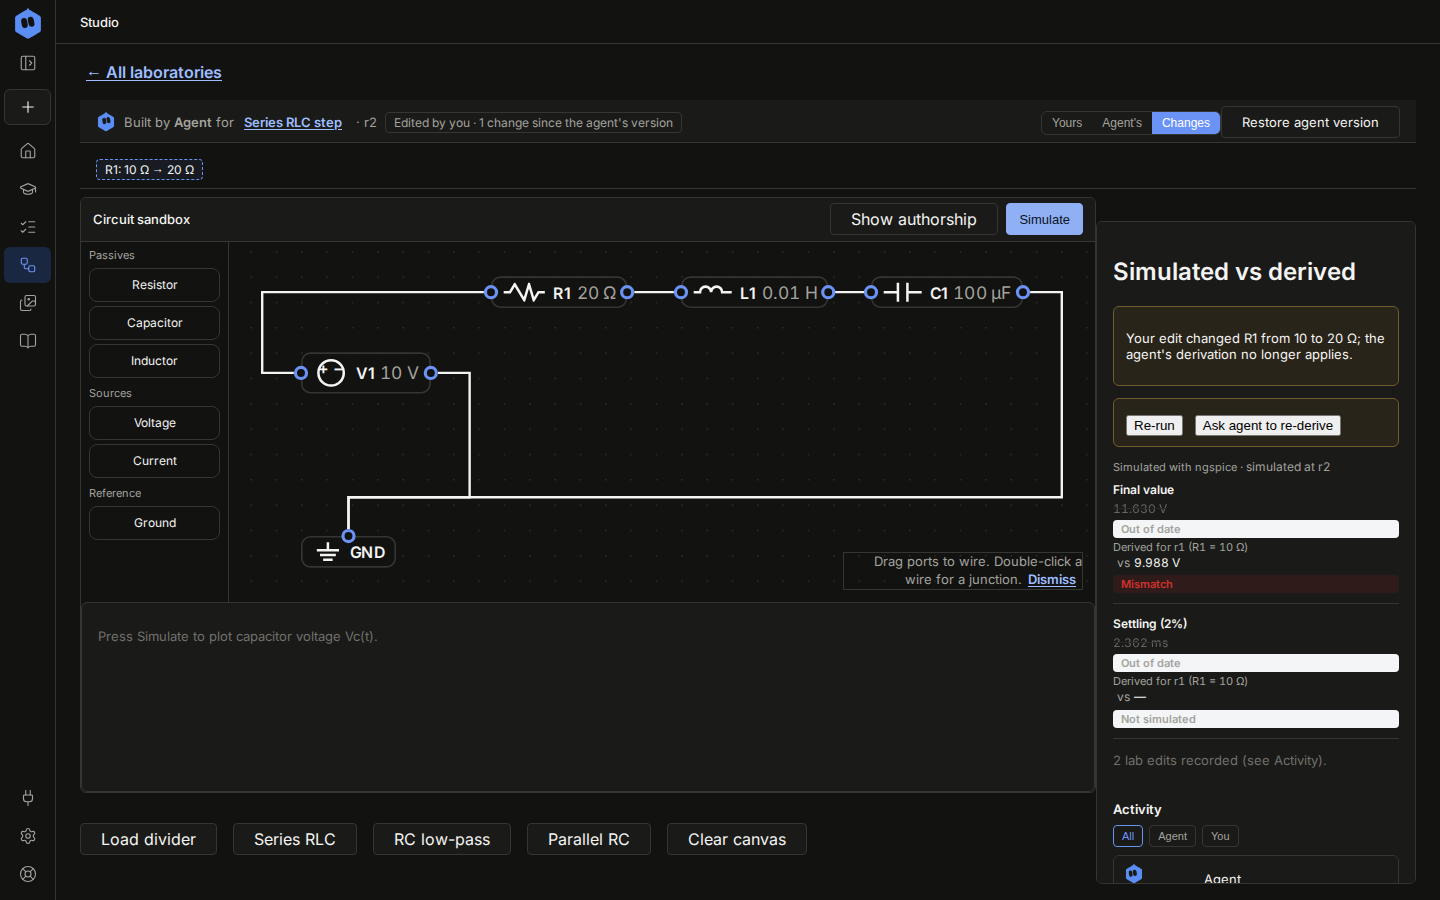 Studio
← All laboratories
Built by Agent for Series RLC step · r2 Edited by you · 1 change since the agent's version Yours Agent's Changes Restore agent version
R1: 10 Ω → 20 Ω
Circuit sandbox Show authorship Simulate
Passives
Resistor
Capacitor
Inductor
Sources
Voltage
Current
Reference
Ground
R1 20 Ω L1 0.01 H C1 100 µF
V1 10 V
GND
Drag ports to wire. Double-click a
wire for a junction. Dismiss
Press Simulate to plot capacitor voltage Vc(t).
Load divider Series RLC RC low-pass Parallel RC Clear canvas
Simulated vs derived
Your edit changed R1 from 10 to 20 Ω; the
agent's derivation no longer applies.
Re-run Ask agent to re-derive
Simulated with ngspice · simulated at r2
Final value
11.630 V
Out of date
Derived for r1 (R1 = 10 Ω)
vs 9.988 V
Mismatch
Settling (2%)
2.362 ms
Out of date
Derived for r1 (R1 = 10 Ω)
vs —
Not simulated
2 lab edits recorded (see Activity).
Activity
All Agent You
Agent